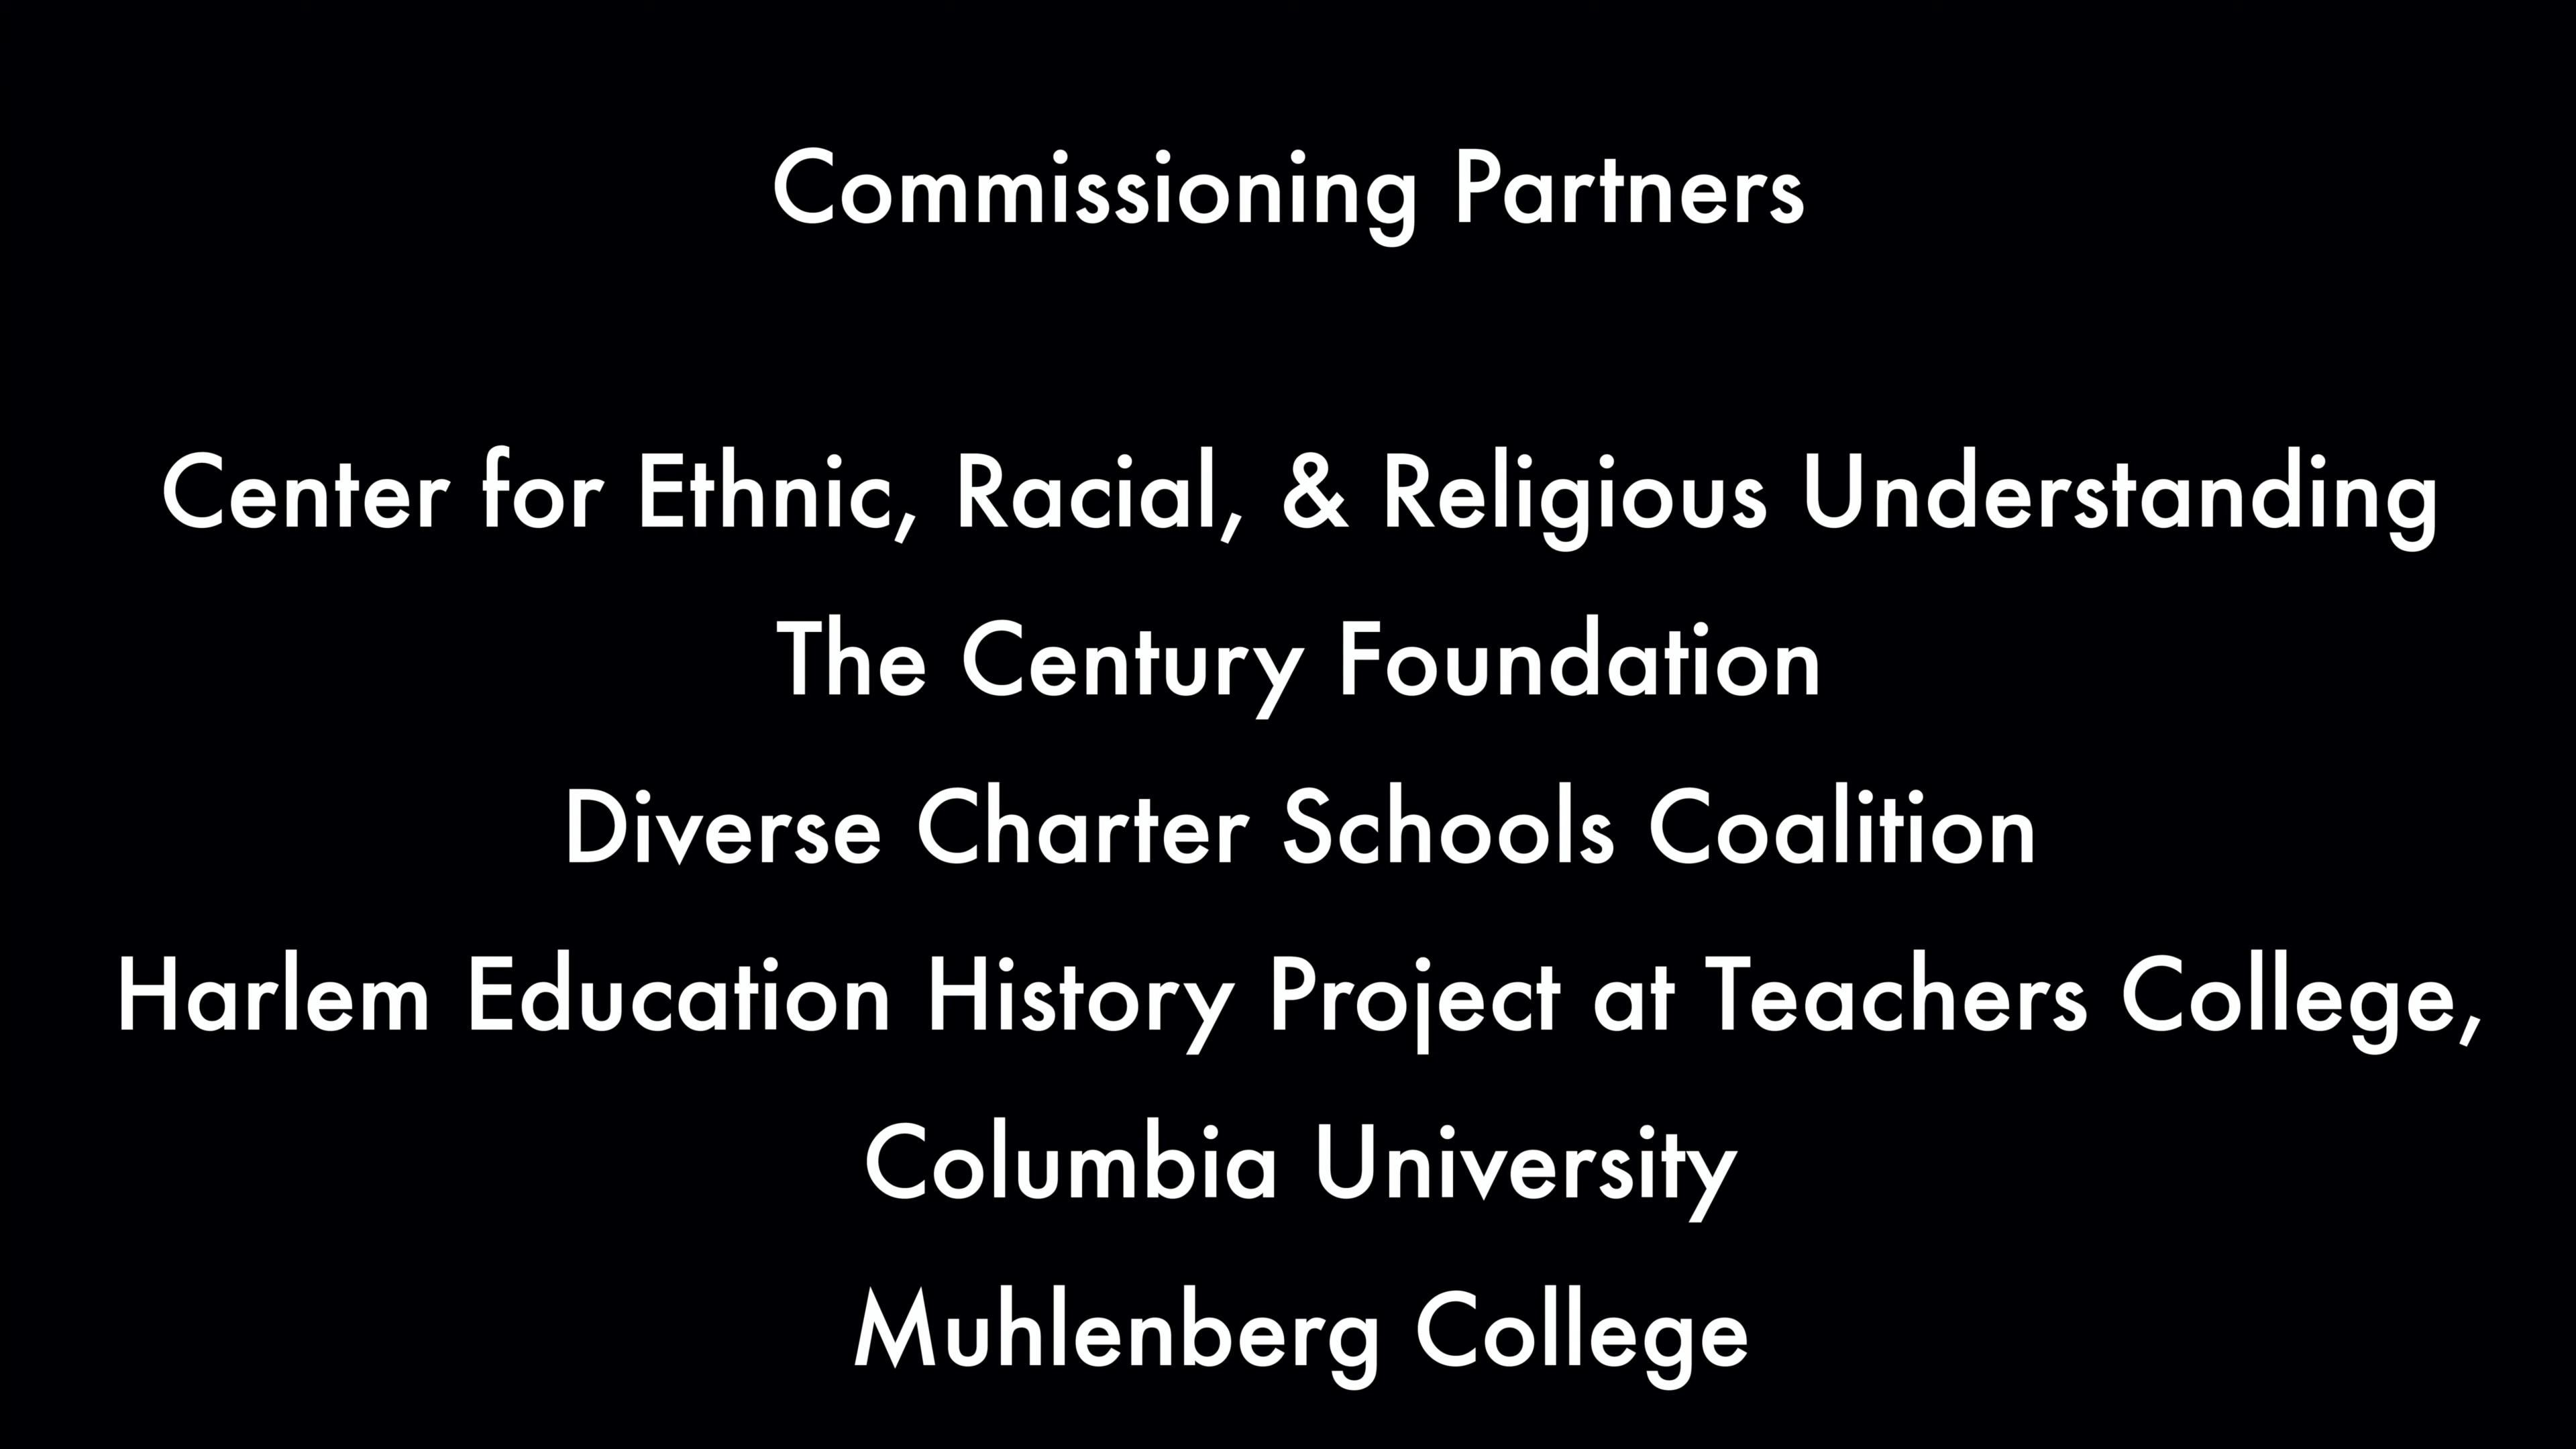 Commissioning Partners
Center for Ethnic, Racial, & Religious Understanding
The Century Foundation
Diverse Charter Schools Coalition
Harlem Education History Project at Teachers College,
Columbia University
Muhlenberg College